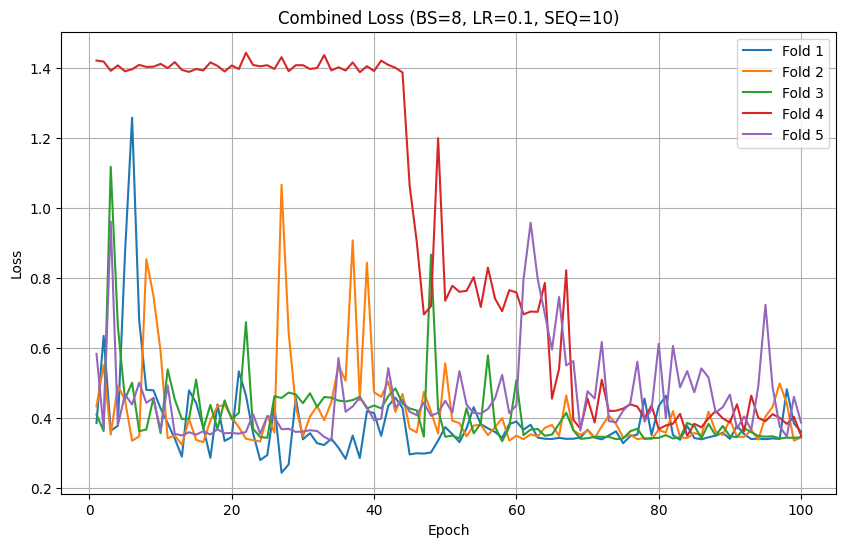 Combined Loss (BS=8, LR=0.1, SEQ=10)
Fold 1
Fold 2
Fold 3
Fold 4
Fold 5
1.4
1.2
1.0
0.8
0.6
0.4
0.2
Loss
0 20 40 60 80 100
Epoch